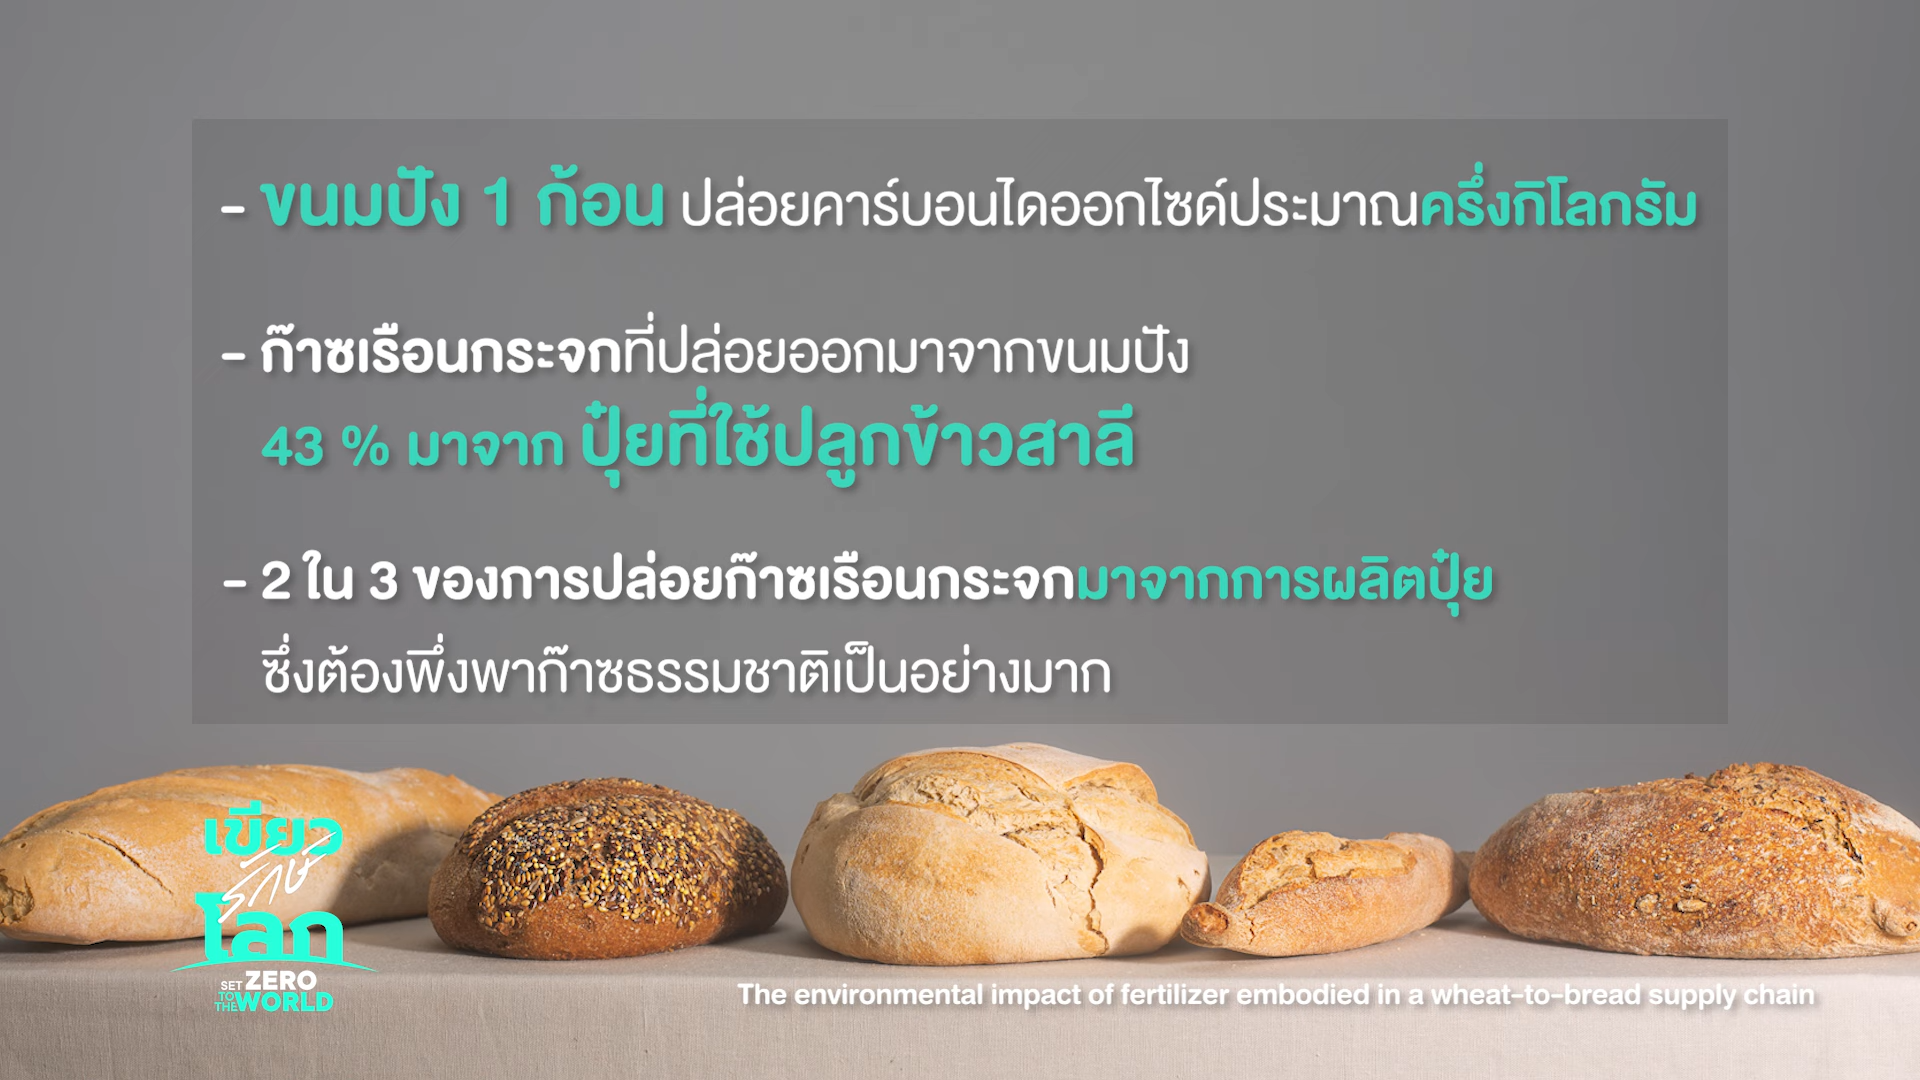 - ขนมปัง 1 ก้อน ปล่อยคาร์บอนไดออกไซด์ประมาณครึ่งกิโลกรัม
- ก๊าซเรือนกระจกที่ปล่อยออกมาจากขนมปัง
43 % มาจาก ปุ๋ยที่ใช้ปลูกข้าวสาลี
- 2 ใน 3 ของการปล่อยก๊าซเรือนกระจกมาจากการผลิตปุ๋ย
ซึ่งต้องพึ่งพาก๊าซธรรมชาติเป็นอย่างมาก
เขียว
รักษ์
โลก
SET ZERO
TO THE WORLD
The environmental impact of fertilizer embodied in a wheat-to-bread supply chain